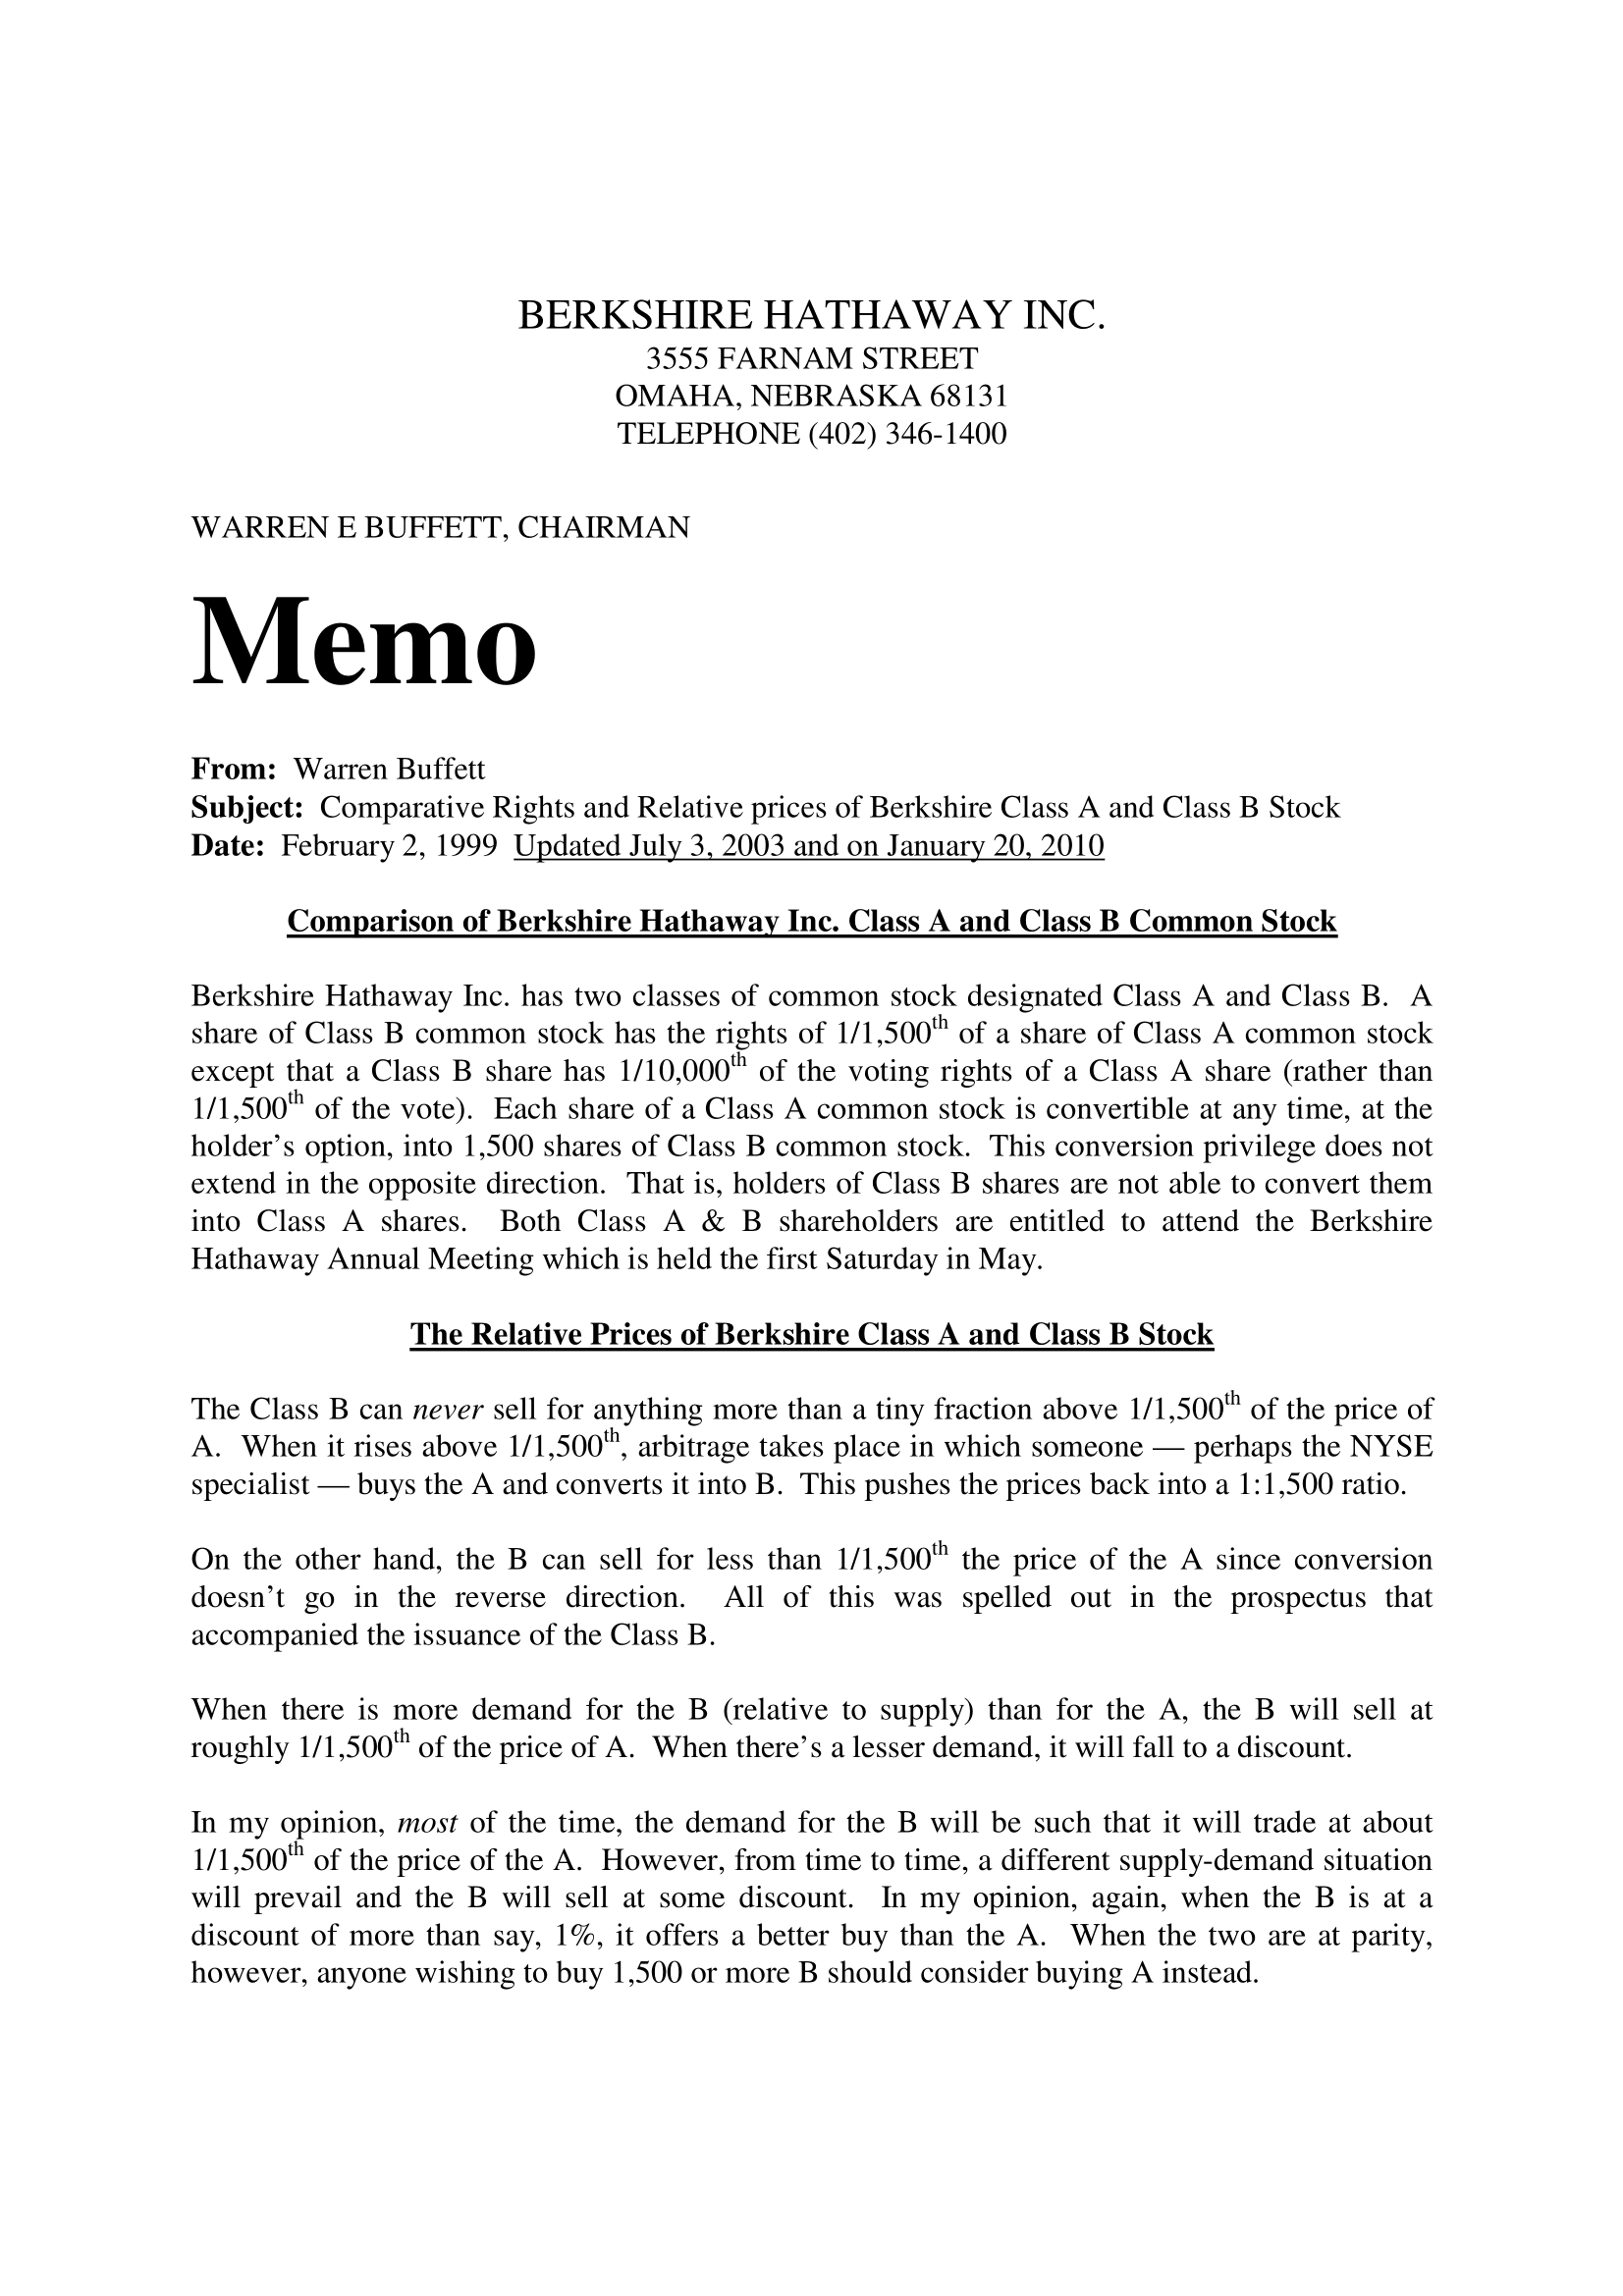 BERKSHIRE HATHAWAY INC.
3555 FARNAM STREET
OMAHA, NEBRASKA 68131
TELEPHONE (402) 346-1400
WARREN E BUFFETT, CHAIRMAN
Memo
From: Warren Buffett
Subject: Comparative Rights and Relative prices of Berkshire Class A and Class B Stock
Date: February 2, 1999 Updated July 3, 2003 and on January 20, 2010
Comparison of Berkshire Hathaway Inc. Class A and Class B Common Stock
Berkshire Hathaway Inc. has two classes of common stock designated Class A and Class B. A
share of Class B common stock has the rights of 1/1,500th of a share of Class A common stock
except that a Class B share has 1/10,000th of the voting rights of a Class A share (rather than
1/1,500th of the vote). Each share of a Class A common stock is convertible at any time, at the
holder’s option, into 1,500 shares of Class B common stock. This conversion privilege does not
extend in the opposite direction. That is, holders of Class B shares are not able to convert them
into Class A shares. Both Class A & B shareholders are entitled to attend the Berkshire
Hathaway Annual Meeting which is held the first Saturday in May.
The Relative Prices of Berkshire Class A and Class B Stock
The Class B can never sell for anything more than a tiny fraction above 1/1,500th of the price of
A. When it rises above 1/1,500th, arbitrage takes place in which someone — perhaps the NYSE
specialist — buys the A and converts it into B. This pushes the prices back into a 1:1,500 ratio.
On the other hand, the B can sell for less than 1/1,500th the price of the A since conversion
doesn’t go in the reverse direction. All of this was spelled out in the prospectus that
accompanied the issuance of the Class B.
When there is more demand for the B (relative to supply) than for the A, the B will sell at
roughly 1/1,500th of the price of A. When there’s a lesser demand, it will fall to a discount.
In my opinion, most of the time, the demand for the B will be such that it will trade at about
1/1,500th of the price of the A. However, from time to time, a different supply-demand situation
will prevail and the B will sell at some discount. In my opinion, again, when the B is at a
discount of more than say, 1%, it offers a better buy than the A. When the two are at parity,
however, anyone wishing to buy 1,500 or more B should consider buying A instead.